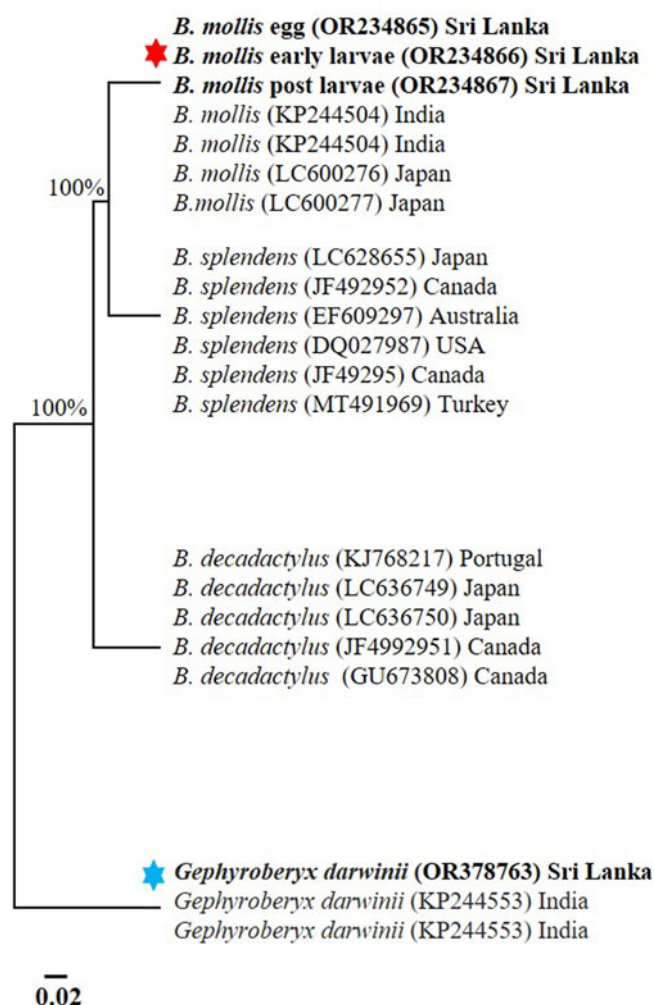 B. mollis egg (OR234865) Sri Lanka
B. mollis early larvae (OR234866) Sri Lanka
B. mollis post larvae (OR234867) Sri Lanka
B. mollis (KP244504) India
B. mollis (KP244504) India
B. mollis (LC600276) Japan
B.mollis (LC600277) Japan
100%
B. splendens (LC628655) Japan
B. splendens (JF492952) Canada
B. splendens (EF609297) Australia
B. splendens (DQ027987) USA
B. splendens (JF49295) Canada
B. splendens (MT491969) Turkey
100%
B. decadactylus (KJ768217) Portugal
B. decadactylus (LC636749) Japan
B. decadactylus (LC636750) Japan
B. decadactylus (JF4992951) Canada
B. decadactylus (GU673808) Canada
Gephyroberyx darwinii (OR378763) Sri Lanka
Gephyroberyx darwinii (KP244553) India
Gephyroberyx darwinii (KP244553) India
0.02